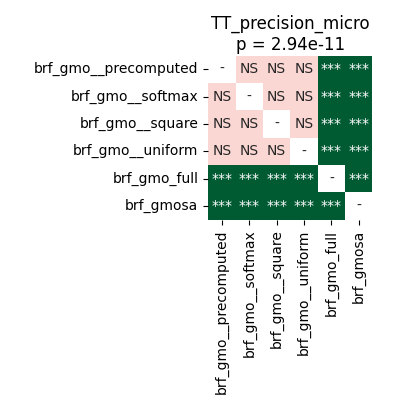 TT_precision_micro
p = 2.94e-11
brf_gmo__precomputed - NS NS NS *** ***
brf_gmo__softmax NS - NS NS *** ***
brf_gmo__square NS NS - NS *** ***
brf_gmo__uniform NS NS NS - *** ***
brf_gmo_full *** *** *** *** - ***
brf_gmosa *** *** *** *** *** -
brf_gmo__precomputed
brf_gmo__softmax
brf_gmo__square
brf_gmo__uniform
brf_gmo_full
brf_gmosa